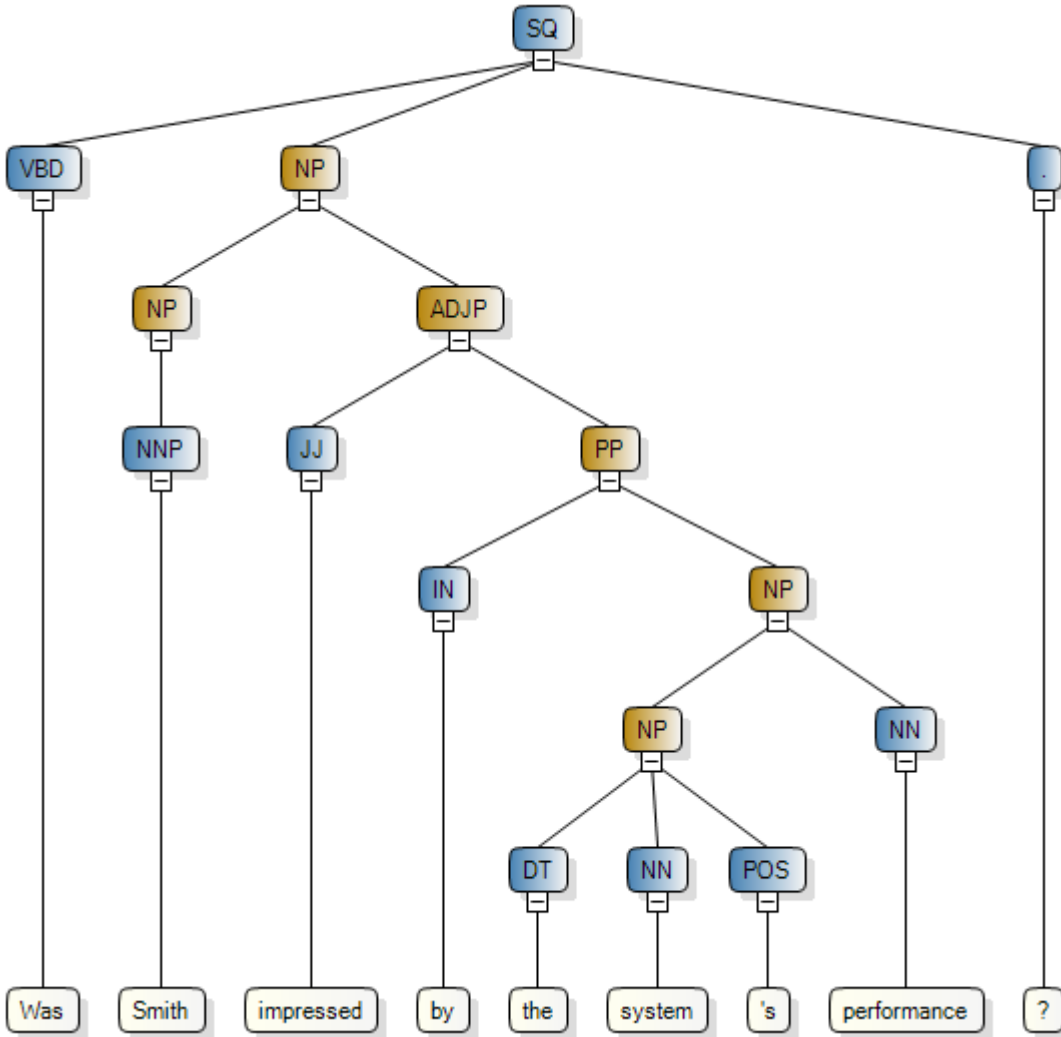 SQ
VBD NP .
NP ADJP
NNP JJ PP
IN NP
NP NN
DT NN POS
Was Smith impressed by the system 's performance ?